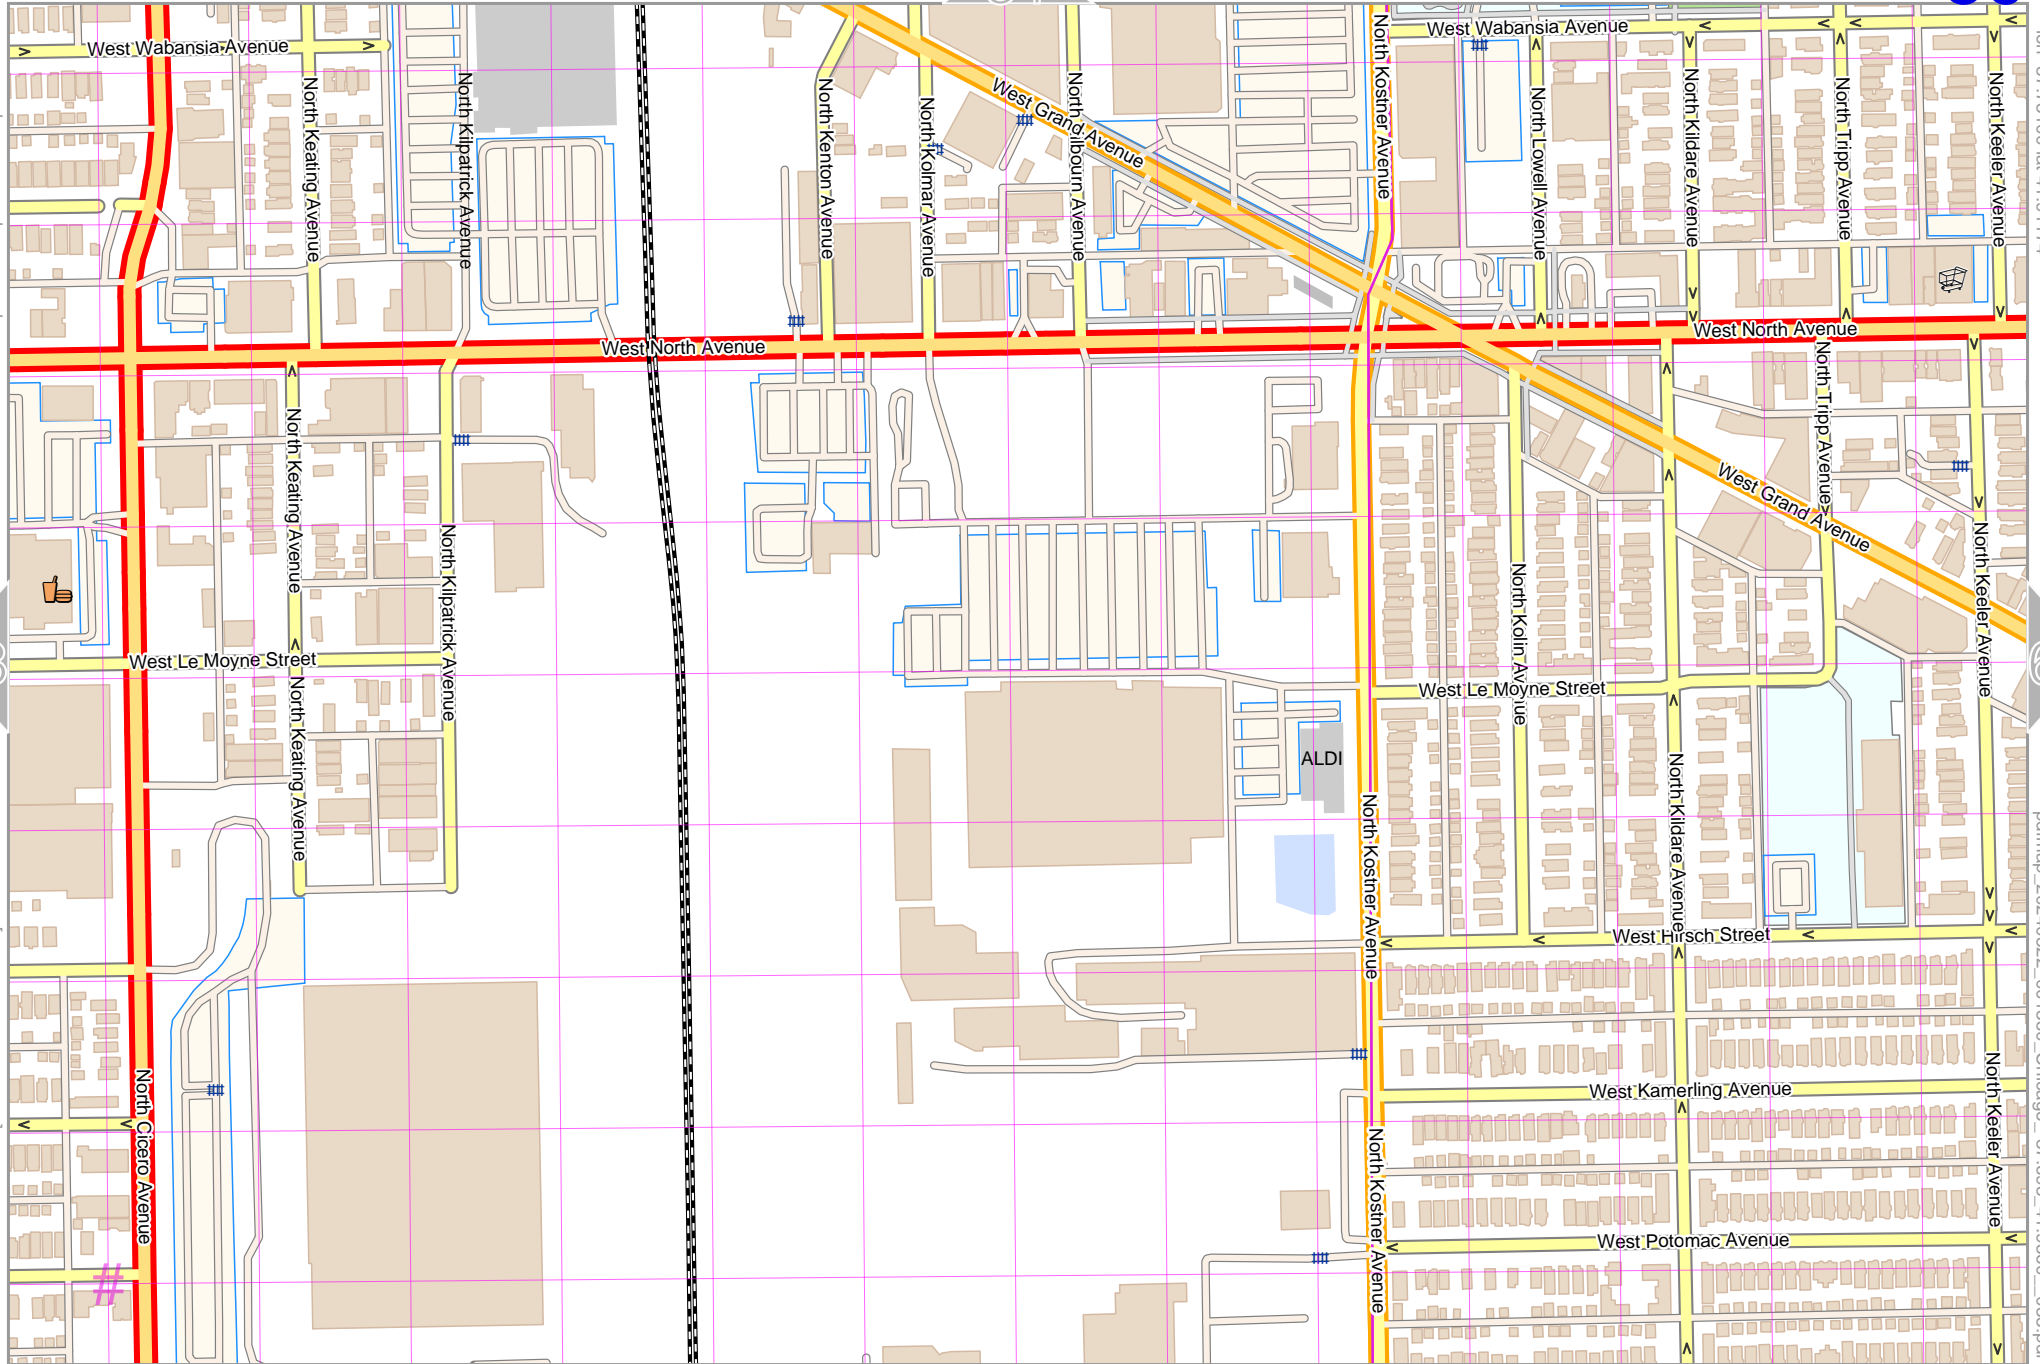 West Wabansia Avenue
West Wabansia Avenue
North Keating Avenue
North Kilpatrick Avenue
North Kenton Avenue
North Kolmar Avenue
West Grand Avenue
North Kostner Avenue
North Lowell Avenue
North Kildare Avenue
North Tripp Avenue
North Keeler Avenue
West North Avenue
West North Avenue
North Keating Avenue
North Kilpatrick Avenue
North Tripp Avenue
West Grand Avenue
North Keeler Avenue
North Kolin Avenue
West Le Moyne Street
West Le Moyne Street
North Keating Avenue
ALDI
North Kostner Avenue
North Kildare Avenue
West Hirsch Street
North Cicero Avenue
West Kamerling Avenue
North Keeler Avenue
North Kostner Avenue
West Potomac Avenue
#